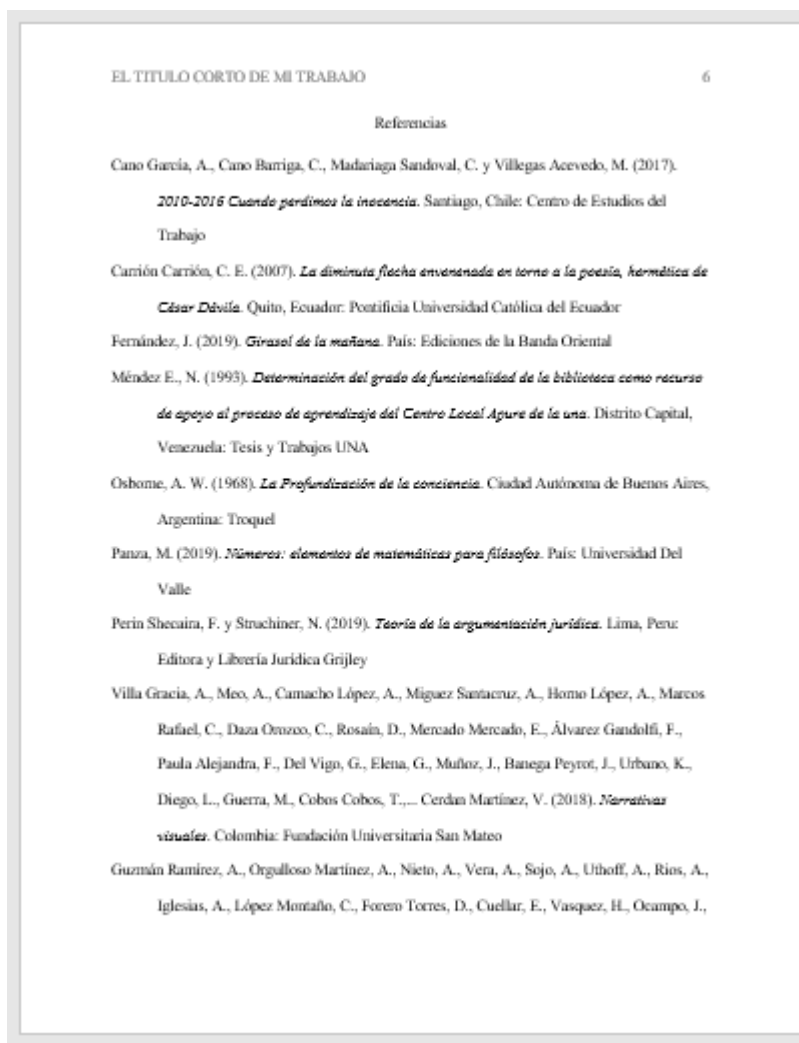 EL TITULO CORTO DE MI TRABAJO 6
Referencias
Cano García, A., Cano Barriga, C., Madariaga Sandoval, C. y Villegas Acevedo, M. (2017).
2010-2016 Cuando perdimos la inocencia. Santiago, Chile: Centro de Estudios del
Trabajo
Carrión Carrión, C. E. (2007). La diminuta flecha envenenada en torno a la poesía, hermética de
César Dávila. Quito, Ecuador: Pontificia Universidad Católica del Ecuador
Fernández, J. (2019). Girasol de la mañana. País: Ediciones de la Banda Oriental
Méndez E., N. (1993). Determinación del grado de funcionalidad de la biblioteca como recurso
de apoyo al proceso de aprendizaje del Centro Local Apure de la una. Distrito Capital,
Venezuela: Tesis y Trabajos UNA
Osborne, A. W. (1968). La Profundización de la conciencia. Ciudad Autónoma de Buenos Aires,
Argentina: Troquel
Panza, M. (2019). Números: elementos de matemáticas para filósofos. País: Universidad Del
Valle
Perin Shecaira, F. y Struchiner, N. (2019). Teoría de la argumentación jurídica. Lima, Peru:
Editora y Librería Jurídica Grijley
Villa Gracia, A., Meo, A., Camacho López, A., Miguez Santacruz, A., Horno López, A., Marcos
Rafael, C., Daza Orozco, C., Rosaín, D., Mercado Mercado, E., Álvarez Gandolfi, F.,
Paula Alejandra, F., Del Vigo, G., Elena, G., Muñoz, J., Banega Peyrot, J., Urbano, K.,
Diego, L., Guerra, M., Cobos Cobos, T.,... Cerdan Martínez, V. (2018). Narrativas
visuales. Colombia: Fundación Universitaria San Mateo
Guzmán Ramírez, A., Orgulloso Martínez, A., Nieto, A., Vera, A., Sojo, A., Uthoff, A., Rios, A.,
Iglesias, A., López Montaño, C., Forero Torres, D., Cuellar, E., Vasquez, H., Ocampo, J.,